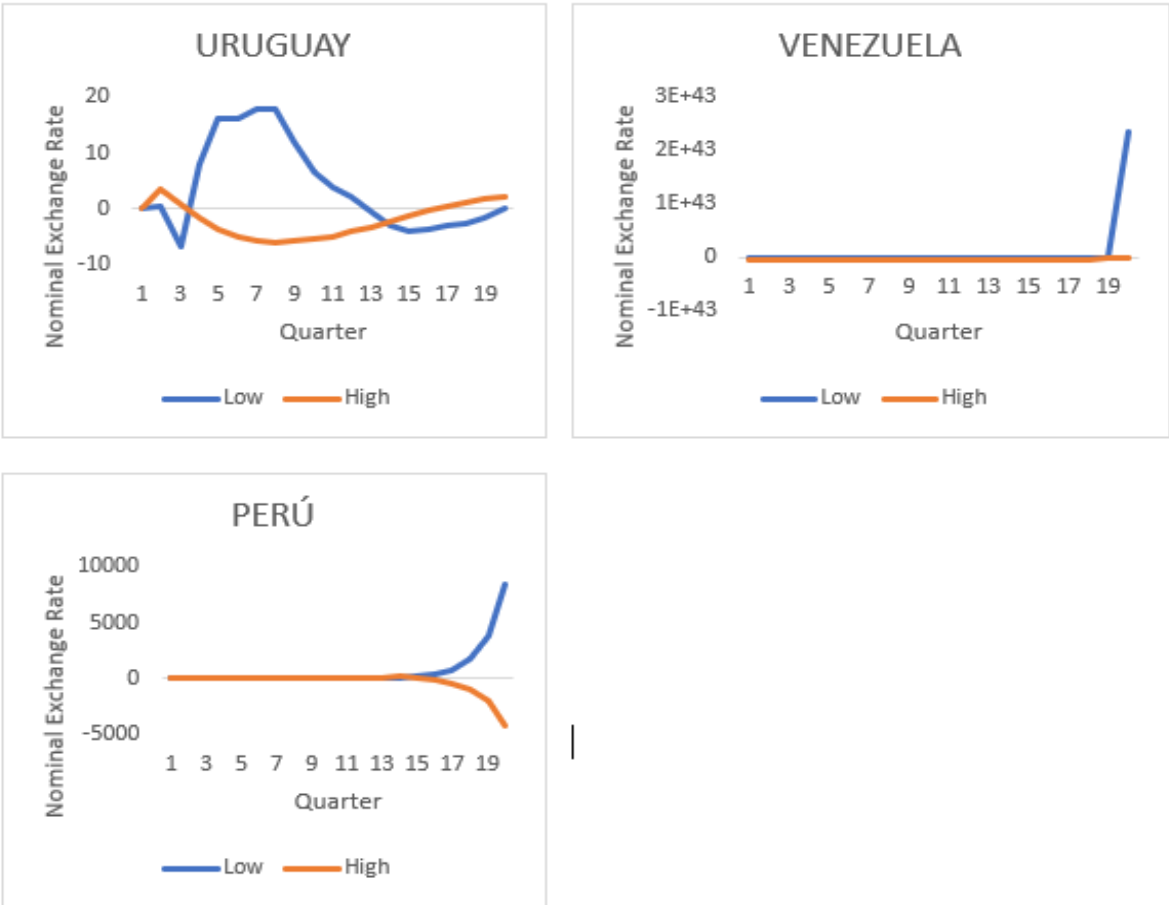 URUGUAY
Nominal Exchange Rate
20
10
0
-10
1 3 5 7 9 11 13 15 17 19
Quarter
Low High
VENEZUELA
Nominal Exchange Rate
3E+43
2E+43
1E+43
0
-1E+43
1 3 5 7 9 11 13 15 17 19
Quarter
Low High
PERÚ
Nominal Exchange Rate
10000
5000
0
-5000
1 3 5 7 9 11 13 15 17 19
Quarter
Low High